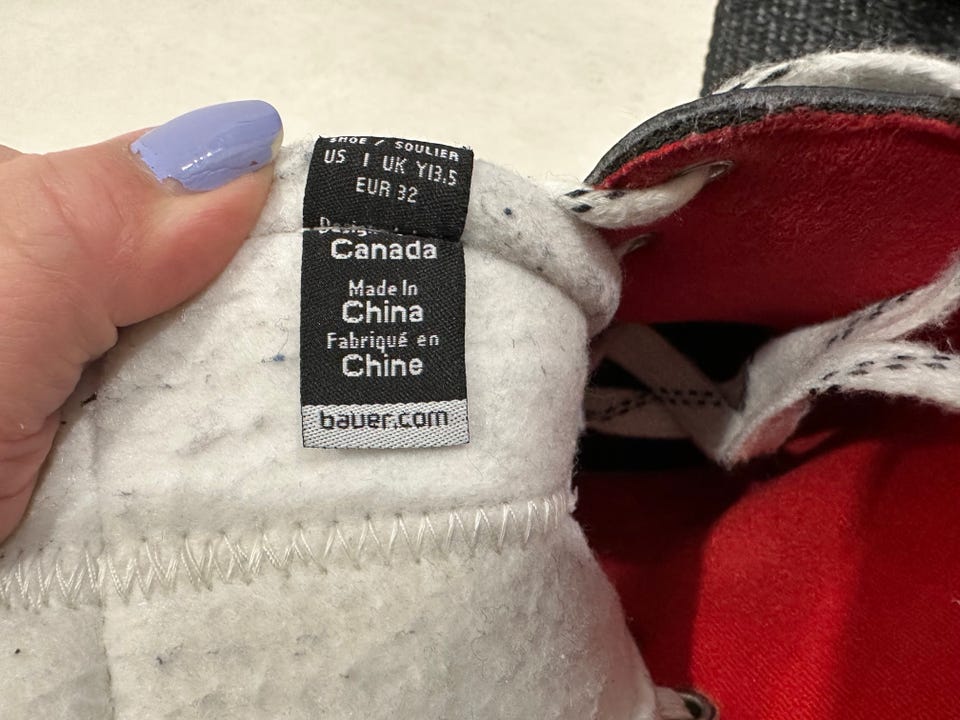 SHOE / SOULIER
US 1 UK Y13.5
EUR 32
Canada
Made In
China
Fabriqué en
Chine
bauer.com